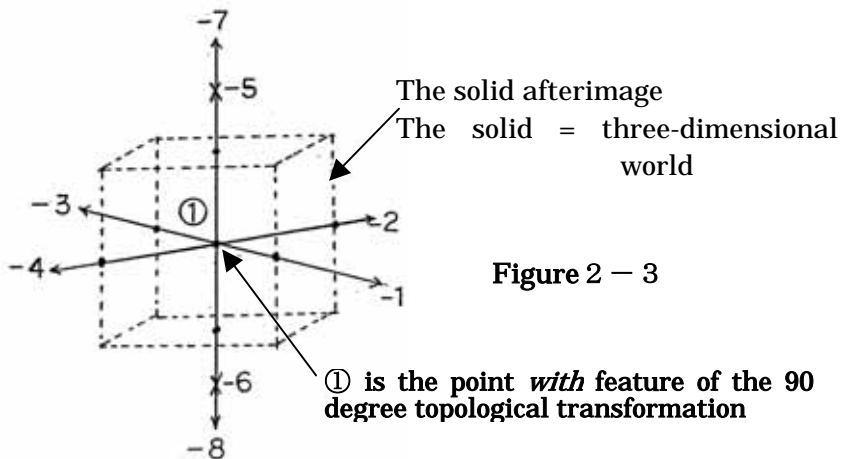 -7
-5
The solid afterimage
The solid = three-dimensional
world
-3
①
-2
-4
-1
Figure 2 − 3
-6
① is the point with feature of the 90
degree topological transformation
-8